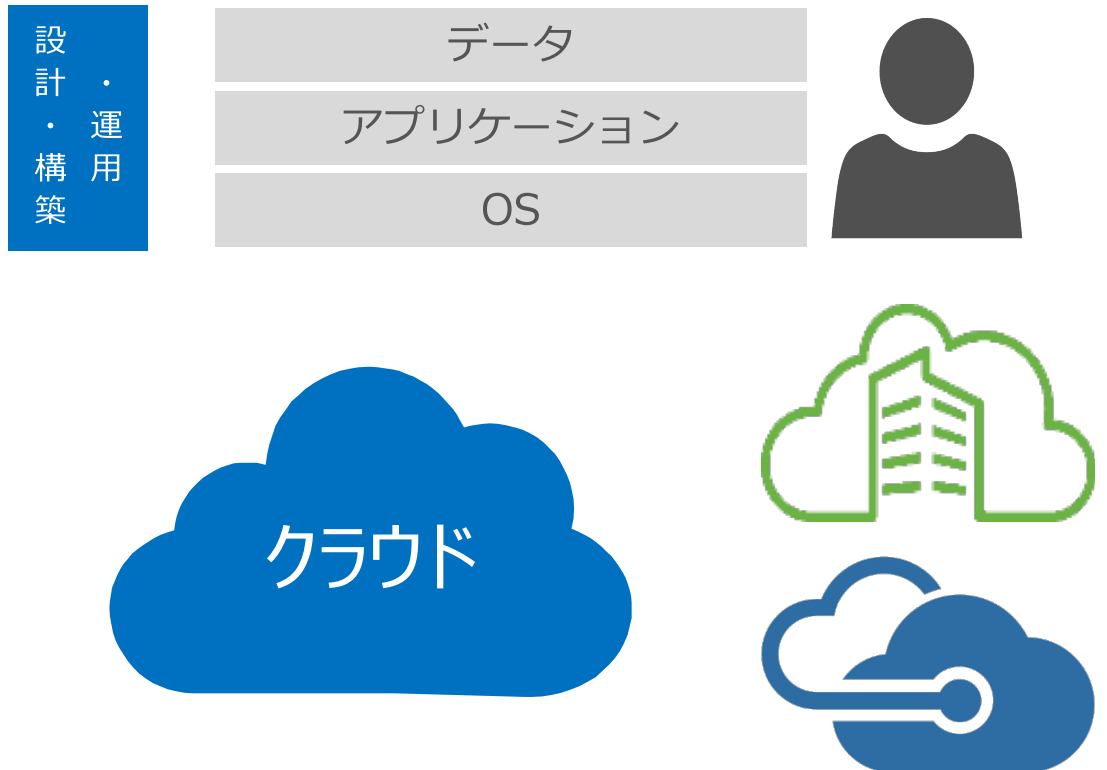 設計・構築
・運用
データ
アプリケーション
OS
クラウド